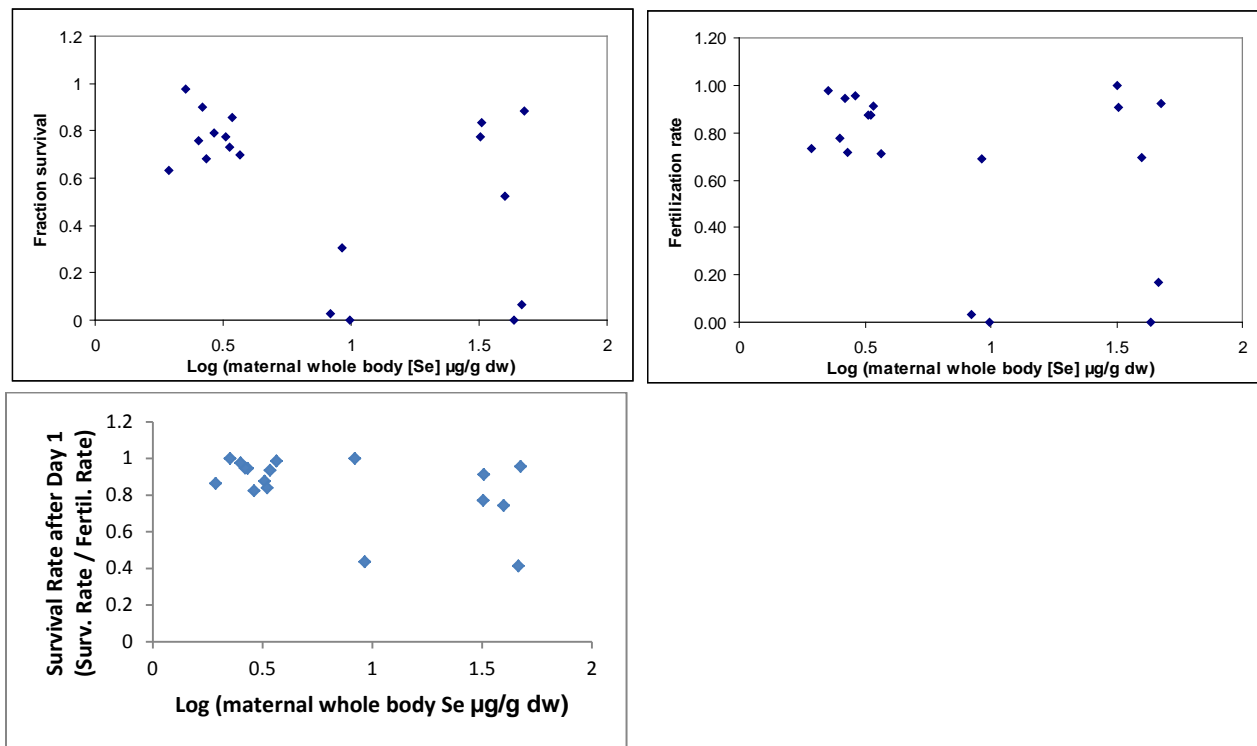 1.2
1
0.8
0.6
0.4
0.2
0
Fraction survival
0 0.5 1 1.5 2
Log (maternal whole body [Se] µg/g dw)
1.20
1.00
0.80
0.60
0.40
0.20
0.00
Fertilization rate
0 0.5 1 1.5 2
Log (maternal whole body [Se] µg/g dw)
Survival Rate after Day 1
(Surv. Rate / Fertil. Rate)
1.2
1
0.8
0.6
0.4
0.2
0
0 0.5 1 1.5 2
Log (maternal whole body Se µg/g dw)